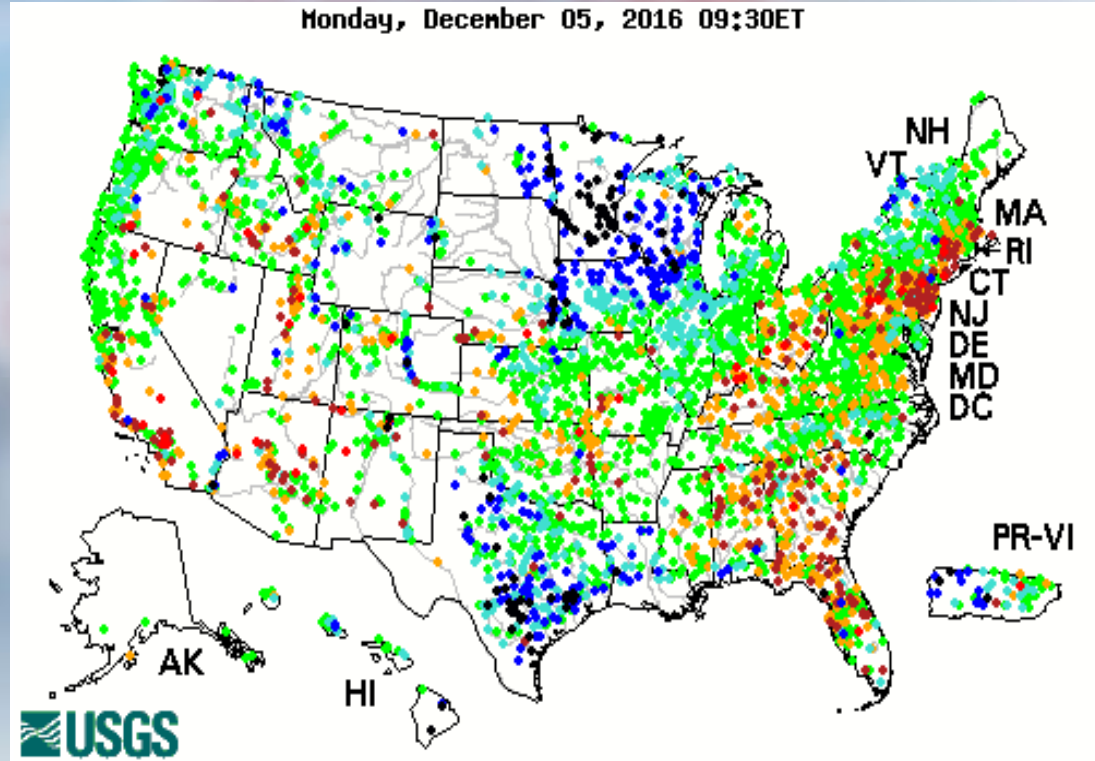 Monday, December 05, 2016 09:30ET
NH
VT
MA
RI
CT
NJ
DE
MD
DC
PR-VI
AK
HI
USGS